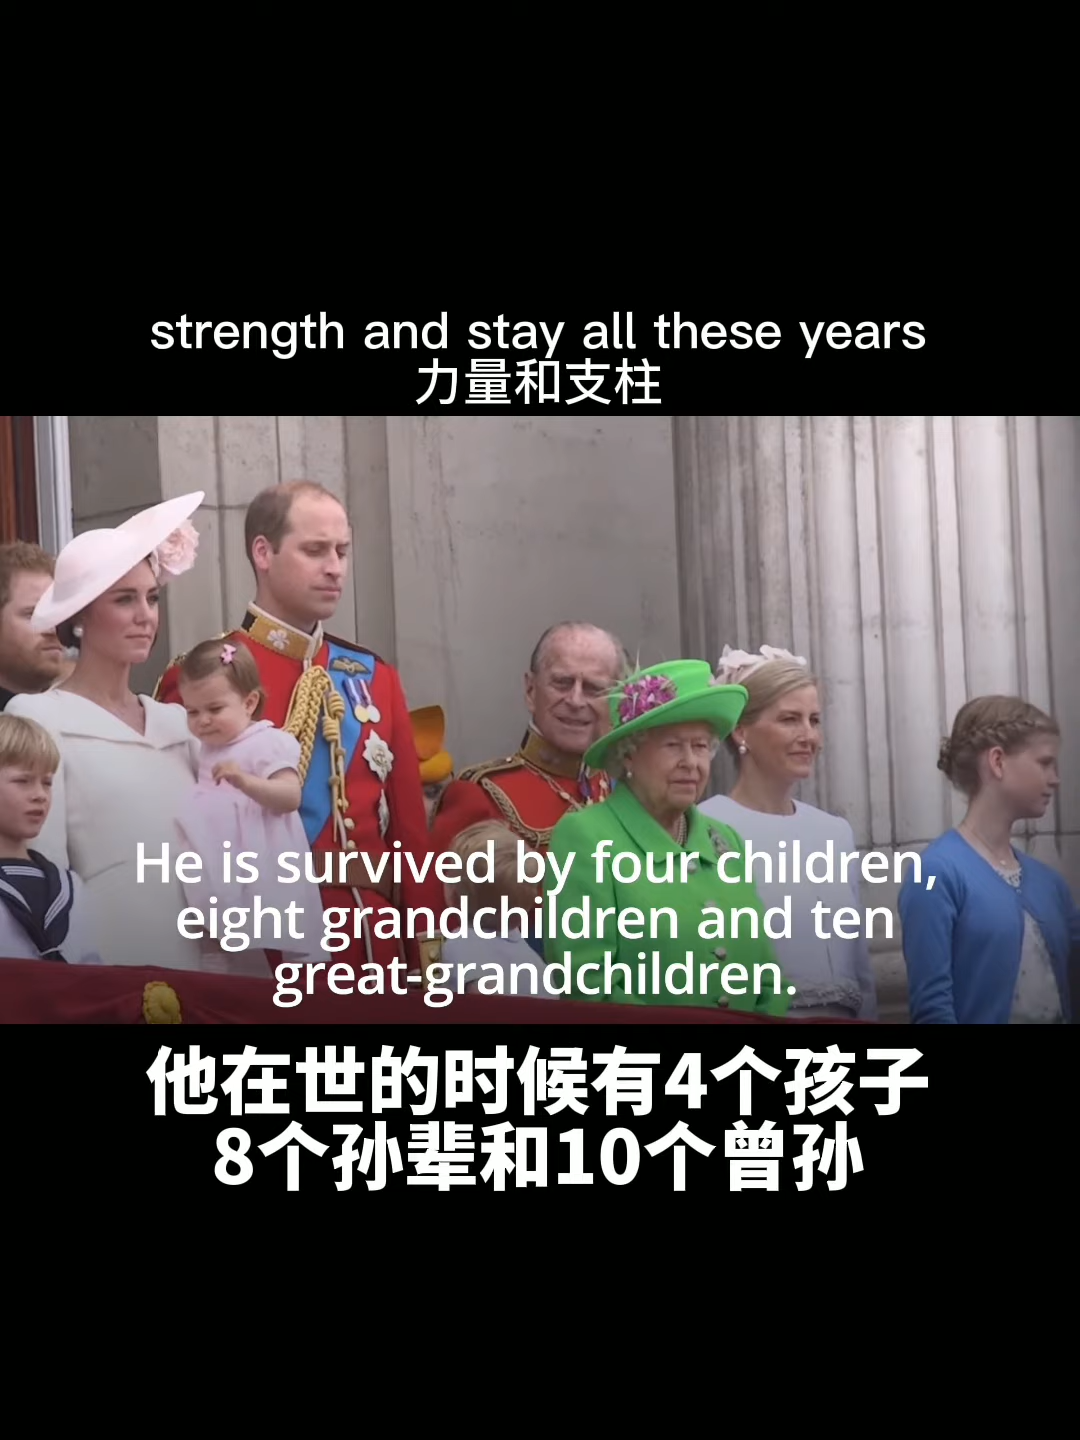 strength and stay all these years
力量和支柱
He is survived by four children,
eight grandchildren and ten
great-grandchildren.
他在世的时候有4个孩子
8个孙辈和10个曾孙